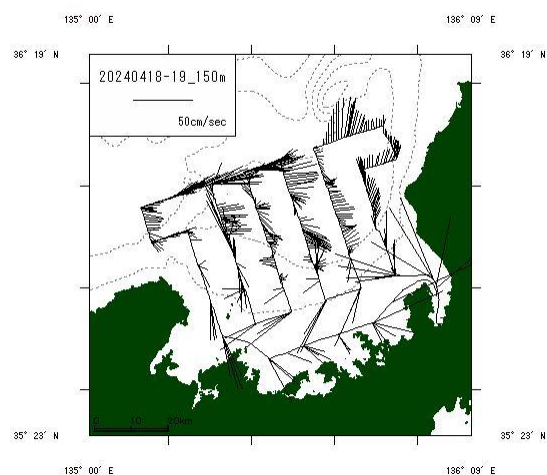 135° 00′ E 136° 09′ E
36° 19′ N 36° 19′ N
20240418-19_150m
50cm/sec
0 10 20km
35° 23′ N 35° 23′ N
135° 00′ E 136° 09′ E